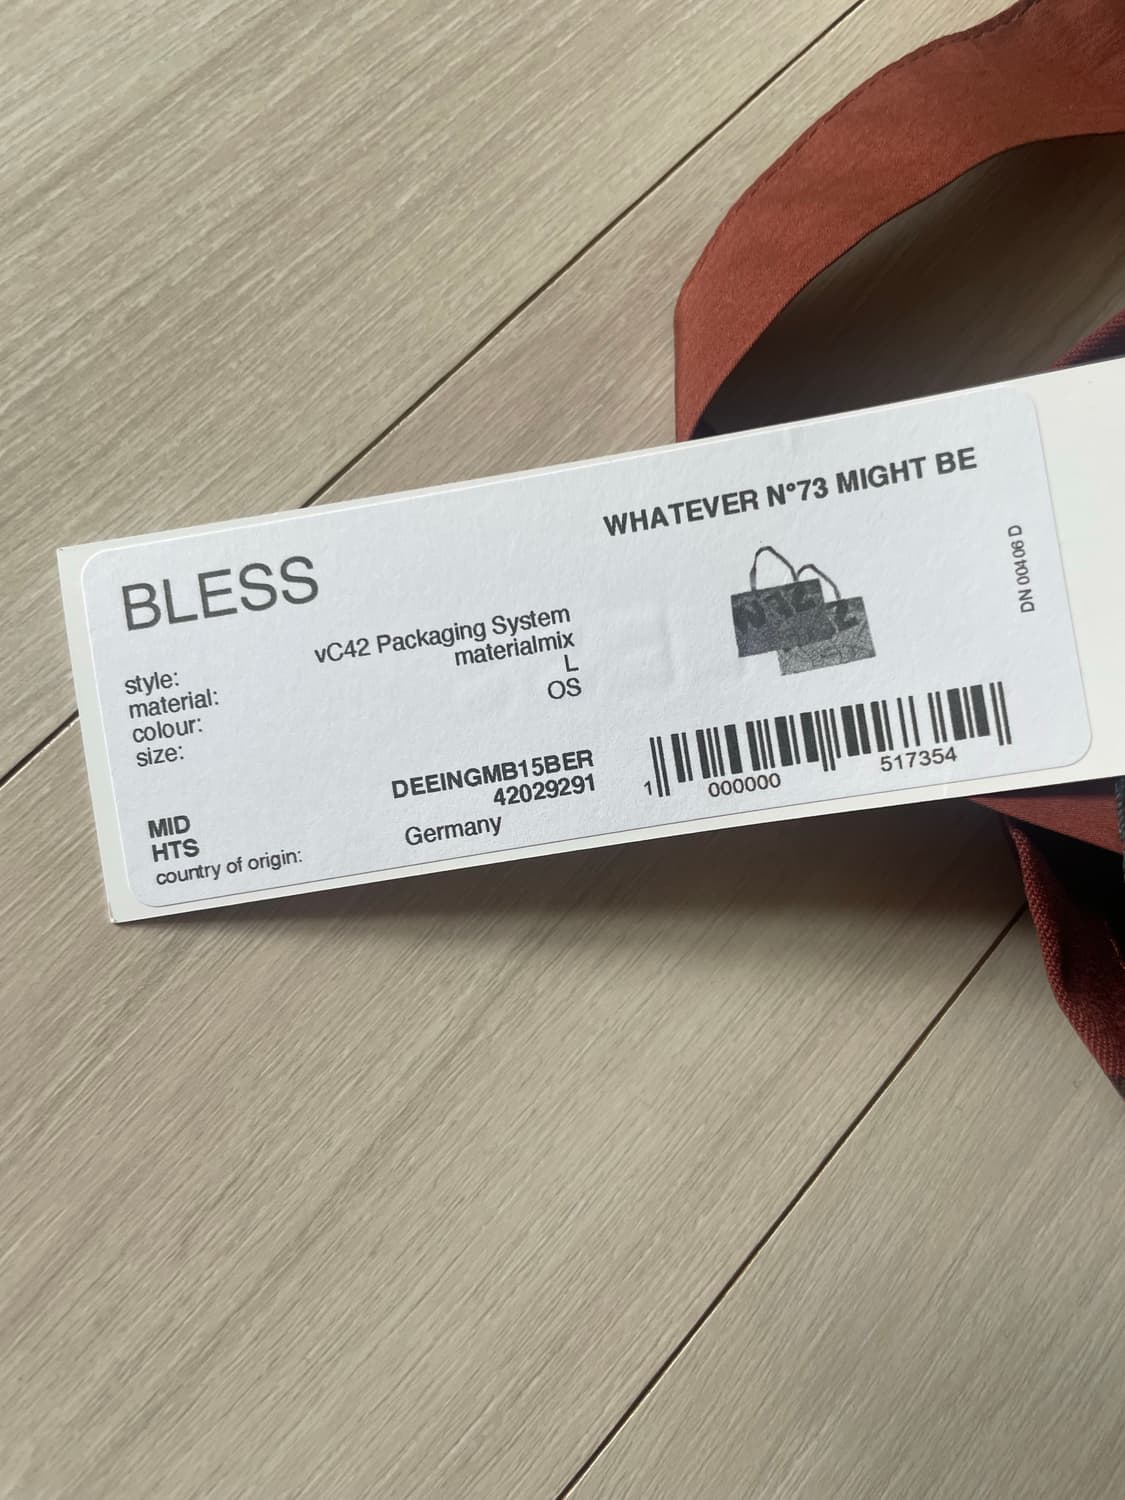 BLESS
WHATEVER N°73 MIGHT BE
style: vC42 Packaging System
material: materialmix
colour: L
size: OS
MID DEEINGMB15BER
HTS 42029291
country of origin: Germany
1 000000 517354
DN 00406 D